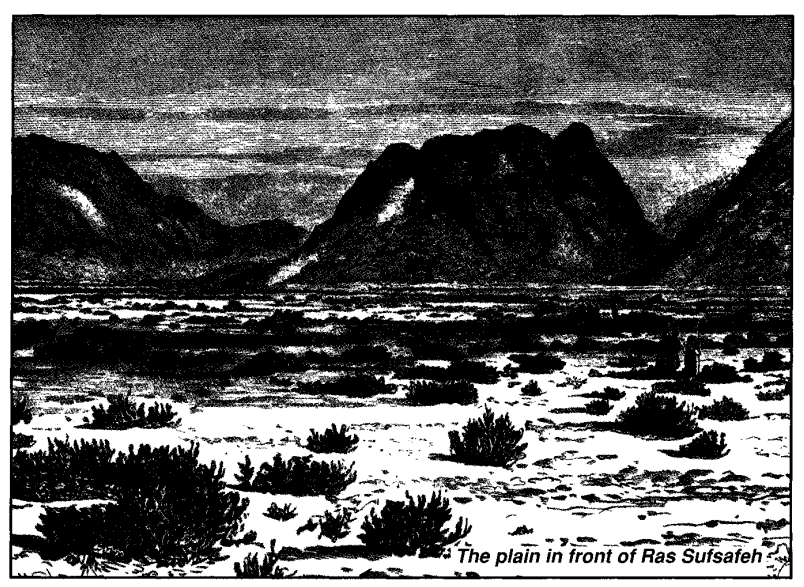 The plain in front of Ras Sufsafeh